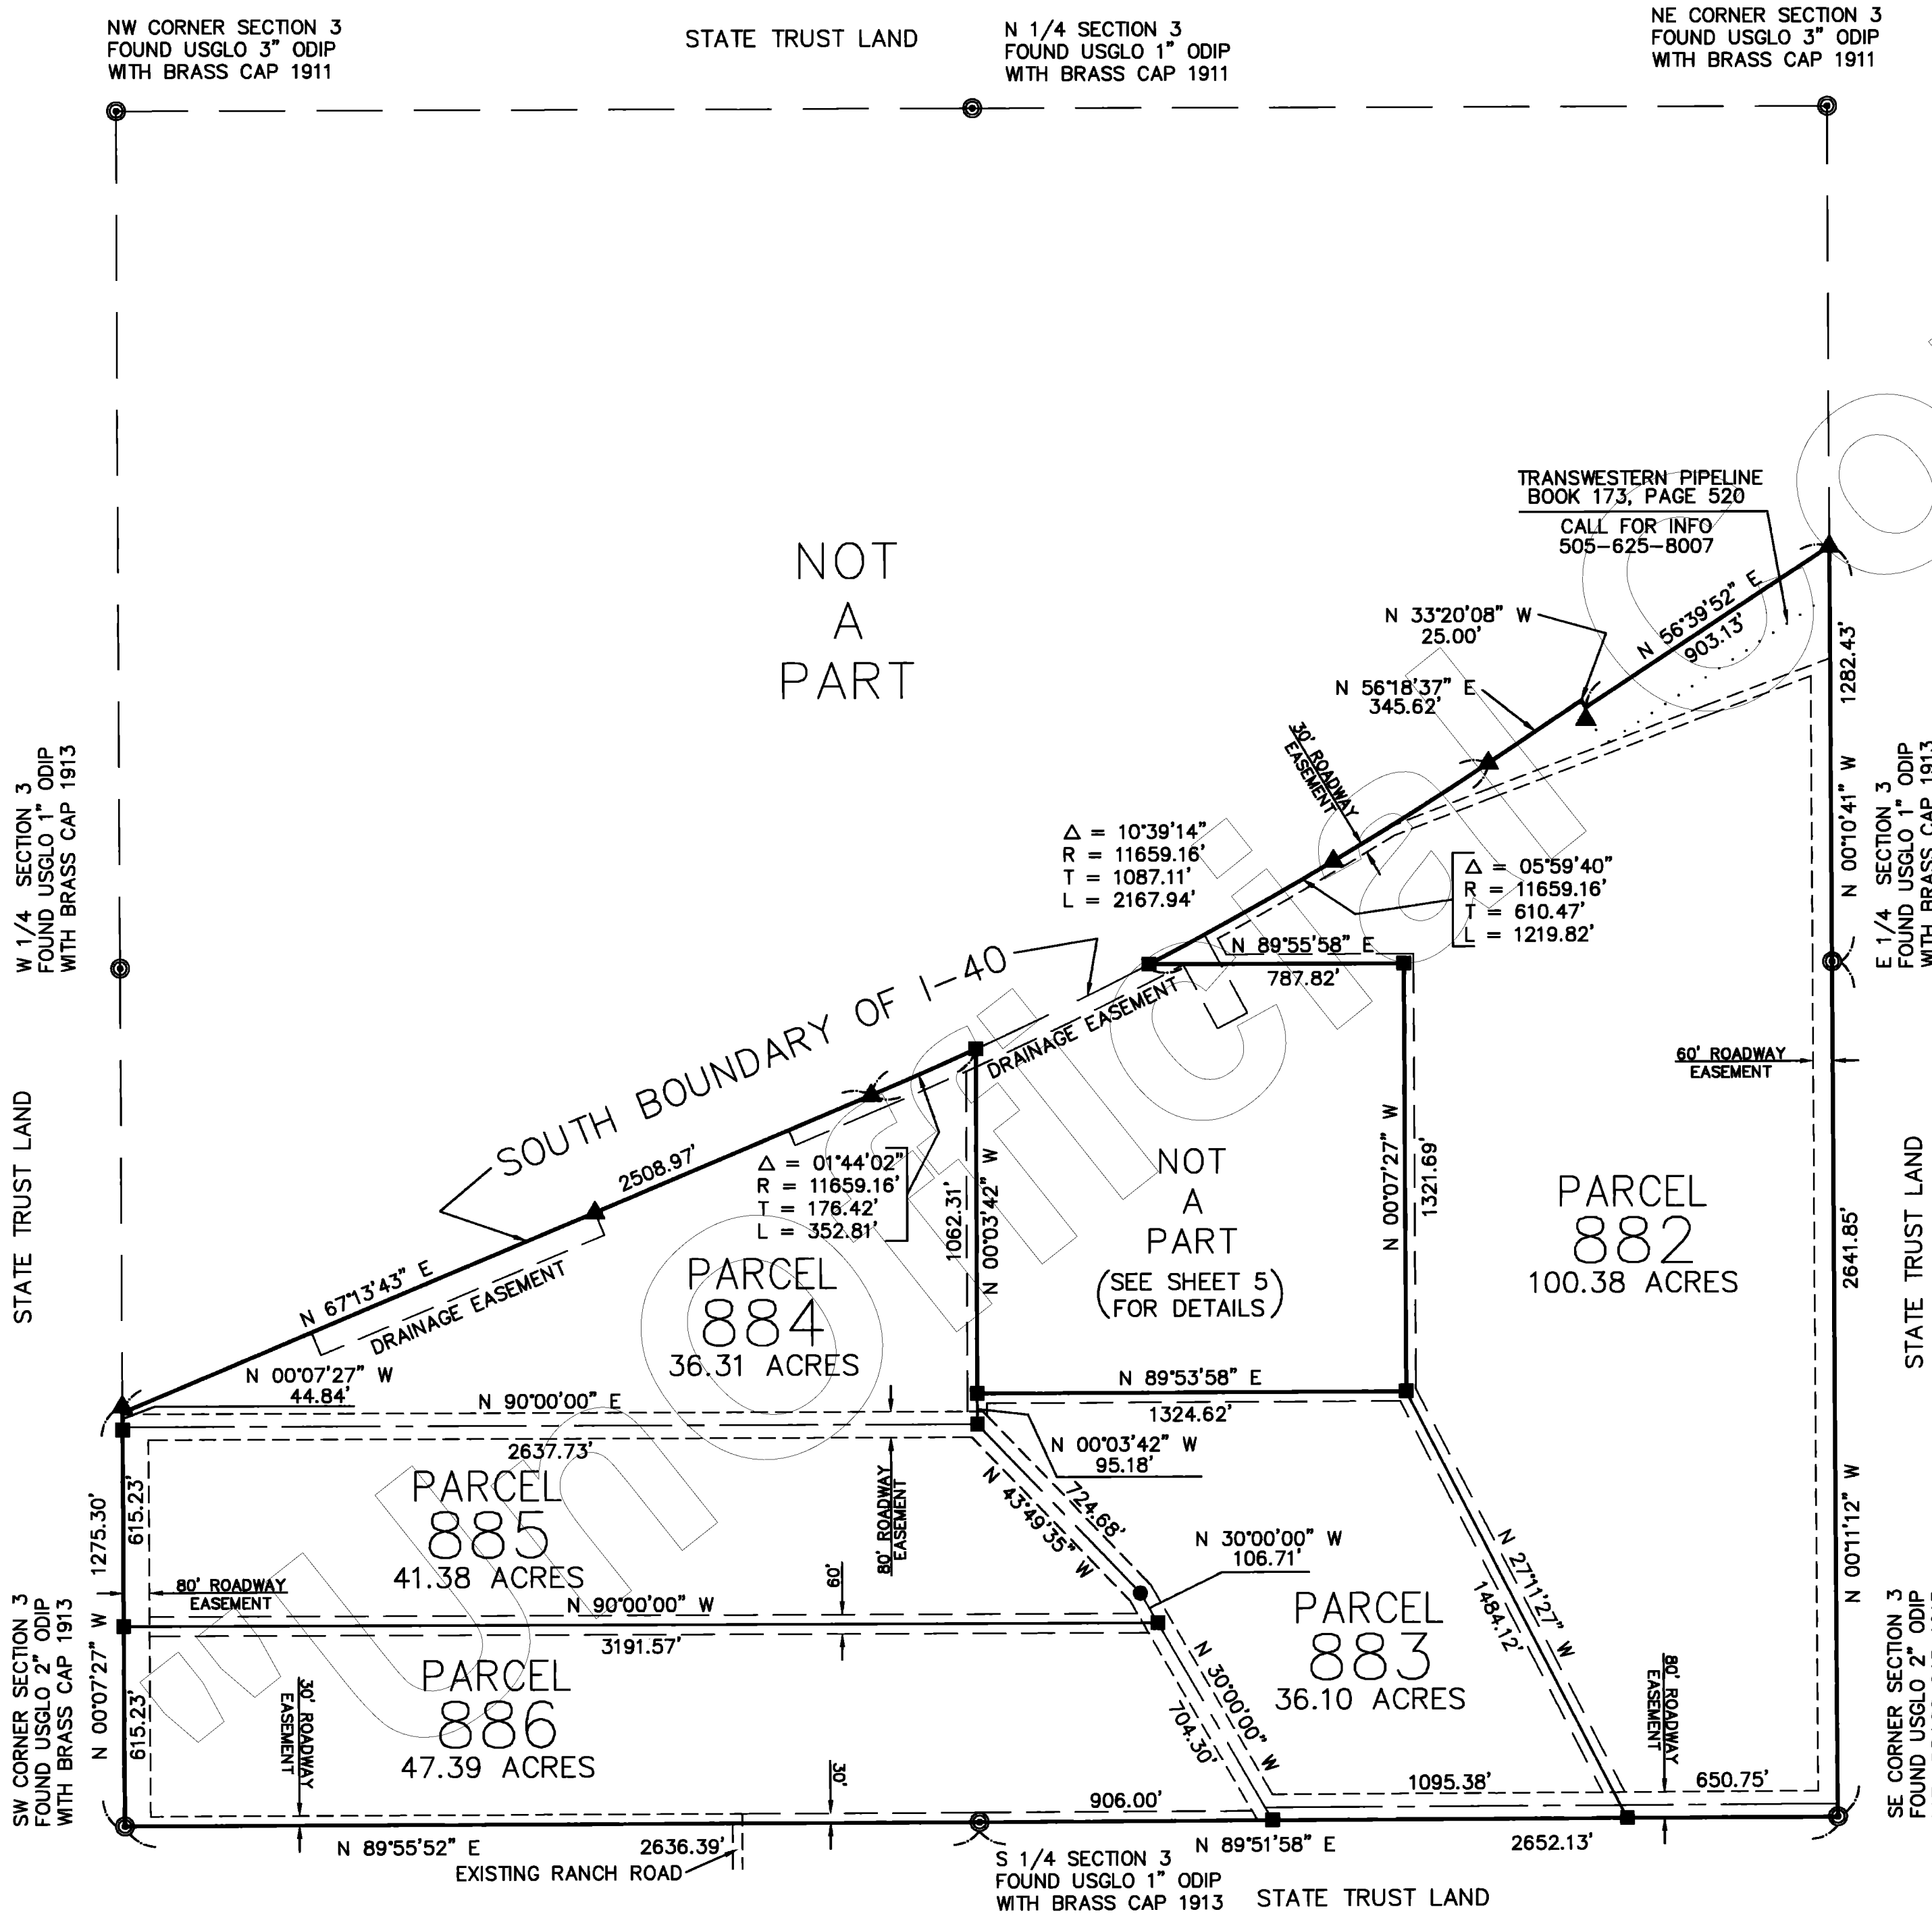 NW CORNER SECTION 3
FOUND USGLO 3" ODIP
WITH BRASS CAP 1911
STATE TRUST LAND
N 1/4 SECTION 3
FOUND USGLO 1" ODIP
WITH BRASS CAP 1911
NE CORNER SECTION 3
FOUND USGLO 3" ODIP
WITH BRASS CAP 1911
NOT
A
PART
TRANSWESTERN PIPELINE
BOOK 173, PAGE 520
CALL FOR INFO
505-625-8007
N 33°20'08" W
25.00'
N 56°39'52" E
903.13'
1282.43'
N 56°18'37" E
345.62'
30' ROADWAY
EASEMENT
N 00°10'41" W
W 1/4 SECTION 3
FOUND USGLO 1" ODIP
WITH BRASS CAP 1913
E 1/4 SECTION 3
FOUND USGLO 1" ODIP
WITH BRASS CAP 1913
Δ = 10°39'14"
R = 11659.16'
T = 1087.11'
L = 2167.94'
Δ = 05°59'40"
R = 11659.16'
T = 610.47'
L = 1219.82'
N 89°55'58" E
787.82'
SOUTH BOUNDARY OF I-40
DRAINAGE EASEMENT
60' ROADWAY
EASEMENT
STATE TRUST LAND
2508.97'
Δ = 01°44'02"
R = 11659.16'
T = 176.42'
L = 352.81'
1062.31'
N 00°03'42" W
NOT
A
PART
(SEE SHEET 5
FOR DETAILS)
N 00°07'27" W
1321.69'
PARCEL
882
100.38 ACRES
2641.85'
STATE TRUST LAND
N 67°13'43" E
DRAINAGE EASEMENT
PARCEL
884
36.31 ACRES
N 00°07'27" W
44.84'
N 90°00'00" E
2637.73'
N 89°53'58" E
1324.62'
N 00°03'42" W
95.18'
PARCEL
885
41.38 ACRES
1275.30'
615.23'
80' ROADWAY
EASEMENT
80' ROADWAY
EASEMENT
N 43°49'35" W
724.68'
N 30°00'00" W
106.71'
N 27°11'27" W
1484.12'
N 00°11'12" W
60'
N 90°00'00" W
3191.57'
PARCEL
883
36.10 ACRES
SW CORNER SECTION 3
FOUND USGLO 2" ODIP
WITH BRASS CAP 1913
N 00°07'27" W
615.23'
PARCEL
886
47.39 ACRES
30' ROADWAY
EASEMENT
30'
N 30°00'00" W
704.30'
80' ROADWAY
EASEMENT
SE CORNER SECTION 3
FOUND USGLO 2" ODIP
906.00'
1095.38'
650.75'
N 89°55'52" E
2636.39'
EXISTING RANCH ROAD
N 89°51'58" E
2652.13'
S 1/4 SECTION 3
FOUND USGLO 1" ODIP
WITH BRASS CAP 1913
STATE TRUST LAND